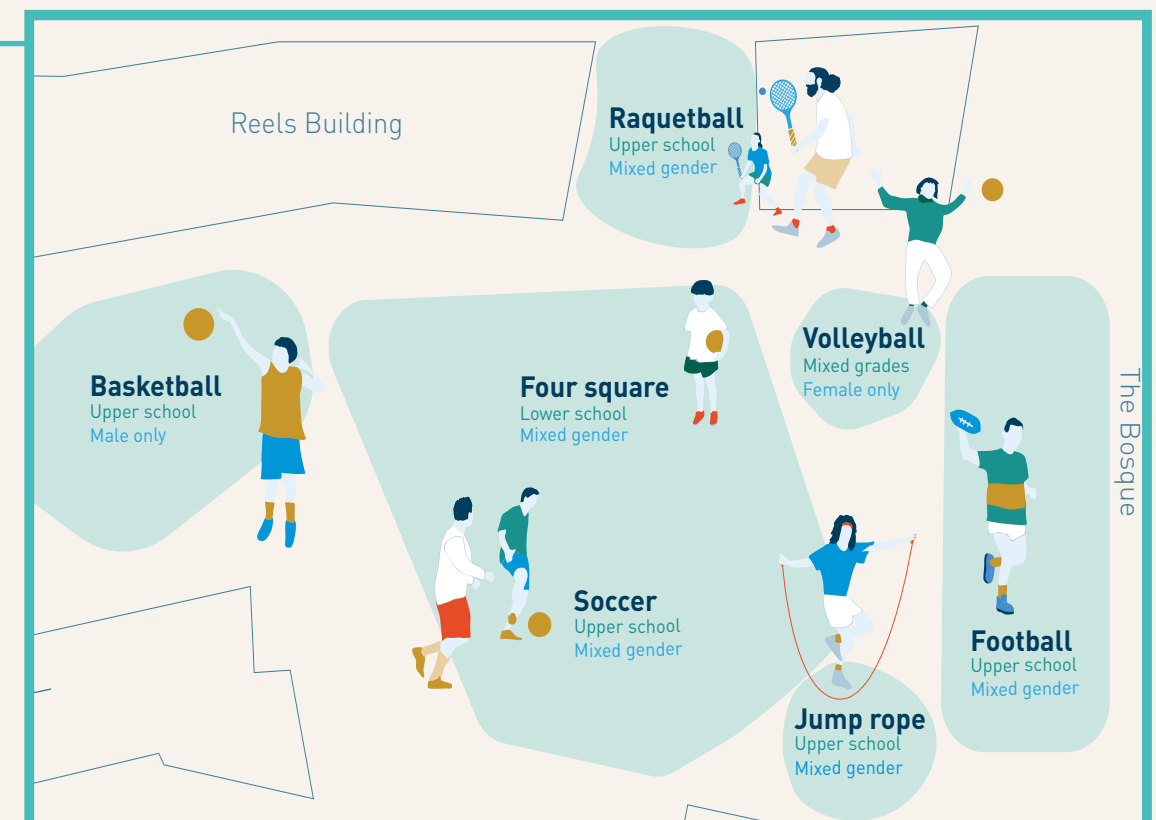 Reels Building
Raquetball
Upper school
Mixed gender
Basketball
Upper school
Male only
Four square
Lower school
Mixed gender
Volleyball
Mixed grades
Female only
The Bosque
Soccer
Upper school
Mixed gender
Football
Upper school
Mixed gender
Jump rope
Upper school
Mixed gender